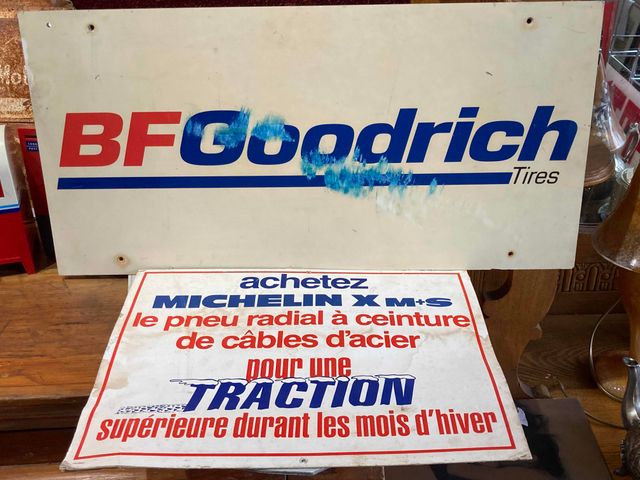 BFGoodrich
Tires
achetez
MICHELIN X M+S
le pneu radial à ceinture
de câbles d'acier
pour une
TRACTION
supérieure durant les mois d'hiver